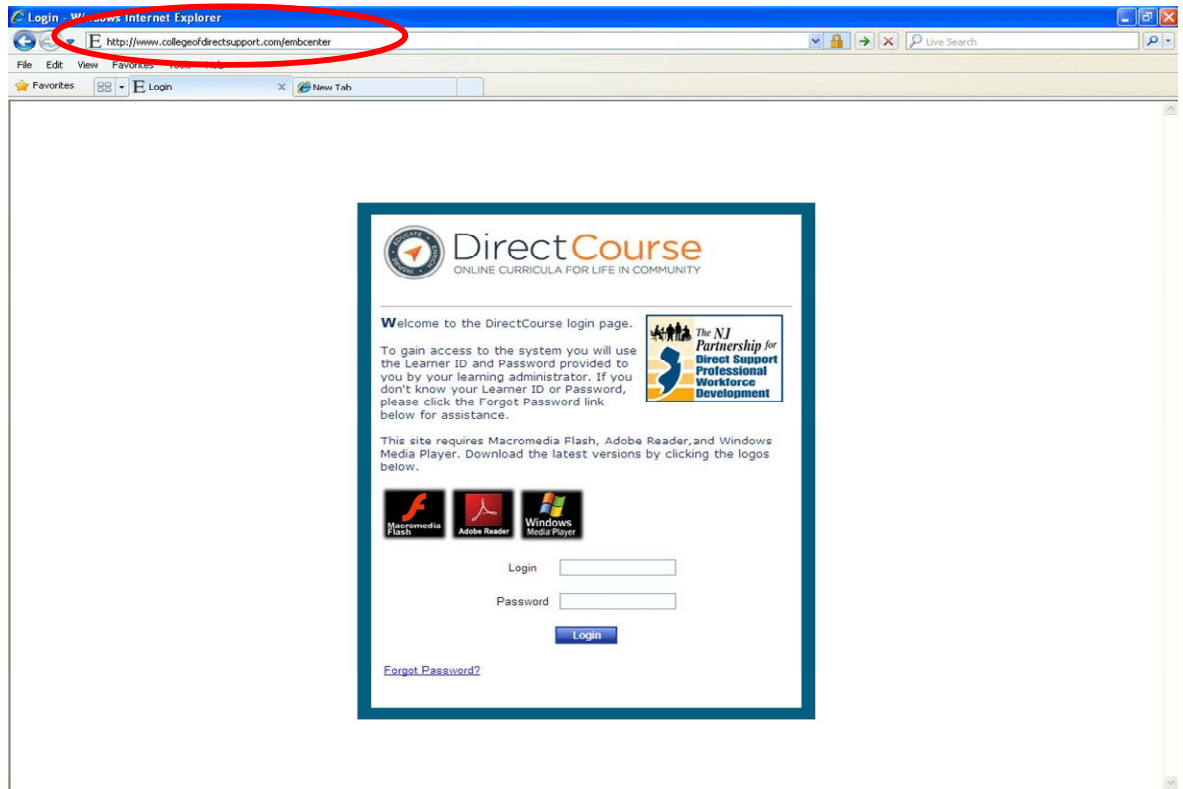 Login - Windows Internet Explorer
http://www.collegeofdirectsupport.com/embcenter
Live Search
File Edit View Favorites Tools Help
Favorites
Login
New Tab
EDUCATE ENRICH INSPIRE
DirectCourse
ONLINE CURRICULA FOR LIFE IN COMMUNITY
Welcome to the DirectCourse login page.
The NJ
Partnership for
Direct Support
Professional
Workforce
Development
To gain access to the system you will use
the Learner ID and Password provided to
you by your learning administrator. If you
don't know your Learner ID or Password,
please click the Forgot Password link
below for assistance.
This site requires Macromedia Flash, Adobe Reader,and Windows
Media Player. Download the latest versions by clicking the logos
below.
Macromedia
Flash
Adobe Reader
Windows
Media Player
Login
Password
Login
Forgot Password?